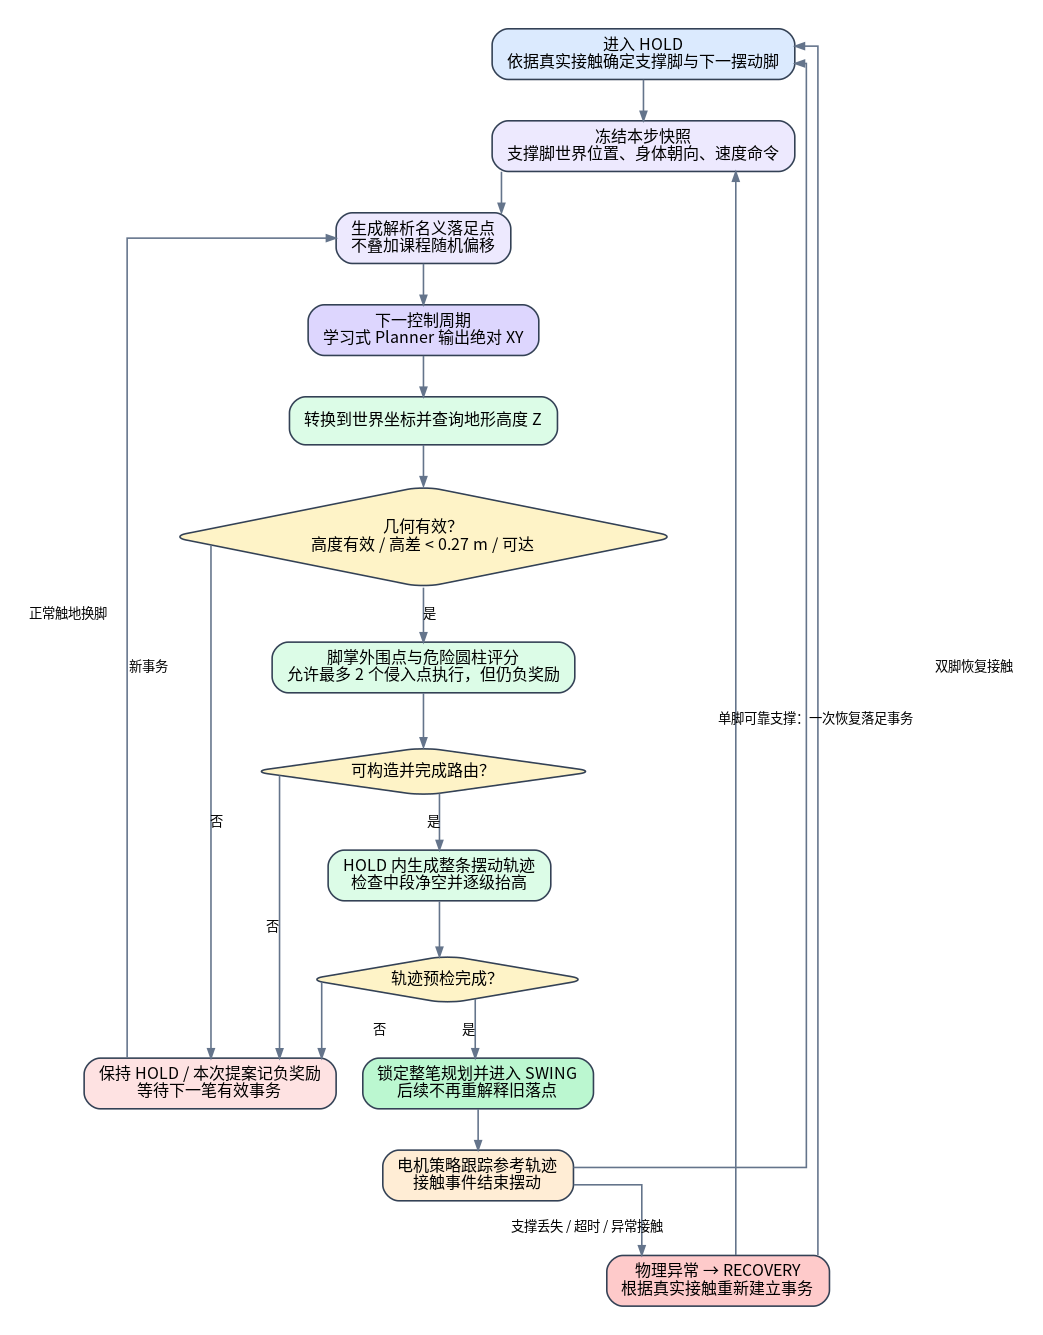 进入 HOLD
依据真实接触确定支撑脚与下一摆动脚
冻结本步快照
支撑脚世界位置、身体朝向、速度命令
生成解析名义落足点
不叠加课程随机偏移
下一控制周期
学习式 Planner 输出绝对 XY
转换到世界坐标并查询地形高度 Z
几何有效？
高度有效 / 高差 < 0.27 m / 可达
正常触地换脚
是
脚掌外围点与危险圆柱评分
允许最多 2 个侵入点执行，但仍负奖励
新事务
双脚恢复接触
单脚可靠支撑：一次恢复落足事务
可构造并完成路由？
否
是
HOLD 内生成整条摆动轨迹
检查中段净空并逐级抬高
否
轨迹预检完成？
否
是
保持 HOLD / 本次提案记负奖励
等待下一笔有效事务
锁定整笔规划并进入 SWING
后续不再重解释旧落点
电机策略跟踪参考轨迹
接触事件结束摆动
支撑丢失 / 超时 / 异常接触
物理异常 → RECOVERY
根据真实接触重新建立事务